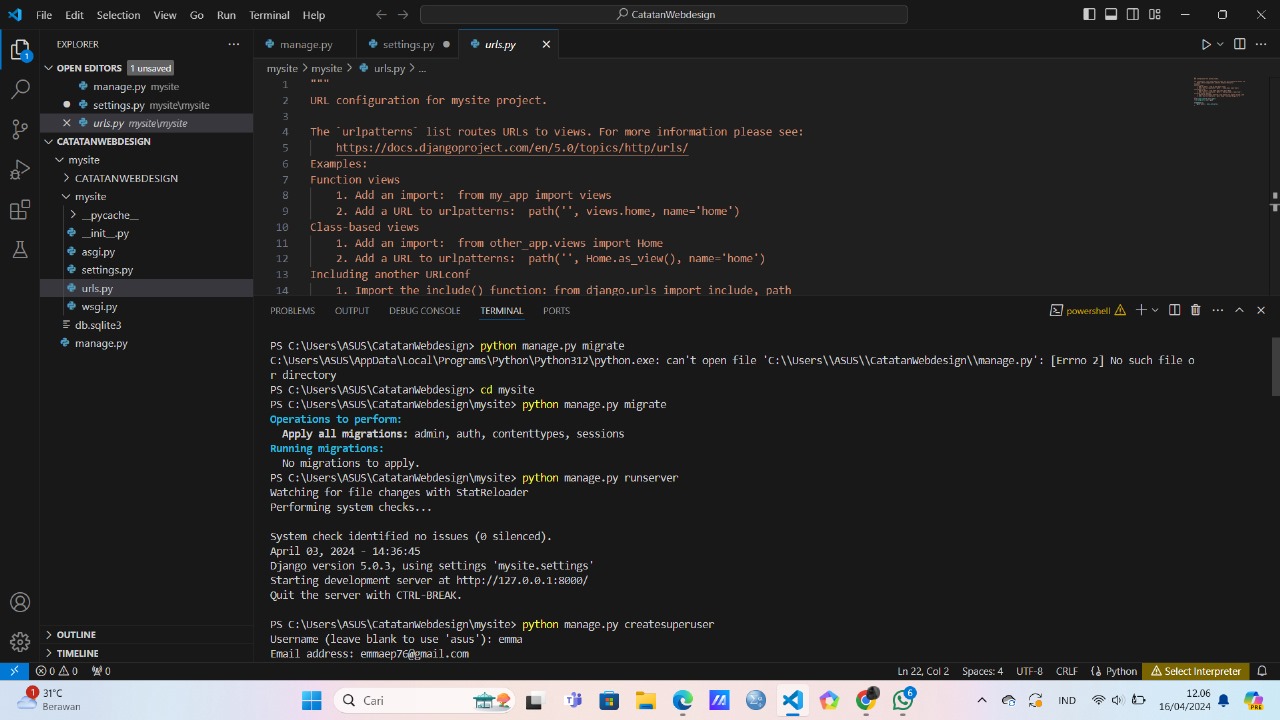 File Edit Selection View Go Run Terminal Help
CatatanWebdesign
EXPLORER
OPEN EDITORS 1 unsaved
manage.py mysite
settings.py mysite\mysite
urls.py mysite\mysite
CATATANWEBDESIGN
mysite
CATATANWEBDESIGN
mysite
__pycache__
__init__.py
asgi.py
settings.py
urls.py
wsgi.py
db.sqlite3
manage.py
OUTLINE
TIMELINE
1
manage.py settings.py urls.py
mysite > mysite > urls.py > ...
1 """
2 URL configuration for mysite project.
3
4 The `urlpatterns` list routes URLs to views. For more information please see:
5 https://docs.djangoproject.com/en/5.0/topics/http/urls/
6 Examples:
7 Function views
8 1. Add an import:  from my_app import views
9 2. Add a URL to urlpatterns:  path('', views.home, name='home')
10 Class-based views
11 1. Add an import:  from other_app.views import Home
12 2. Add a URL to urlpatterns:  path('', Home.as_view(), name='home')
13 Including another URLconf
14 1. Import the include() function: from django.urls import include, path
PROBLEMS OUTPUT DEBUG CONSOLE TERMINAL PORTS
powershell
PS C:\Users\ASUS\CatatanWebdesign> python manage.py migrate
C:\Users\ASUS\AppData\Local\Programs\Python\Python312\python.exe: can't open file 'C:\\Users\\ASUS\\CatatanWebdesign\\manage.py': [Errno 2] No such file o
r directory
PS C:\Users\ASUS\CatatanWebdesign> cd mysite
PS C:\Users\ASUS\CatatanWebdesign\mysite> python manage.py migrate
Operations to perform:
Apply all migrations: admin, auth, contenttypes, sessions
Running migrations:
No migrations to apply.
PS C:\Users\ASUS\CatatanWebdesign\mysite> python manage.py runserver
Watching for file changes with StatReloader
Performing system checks...
System check identified no issues (0 silenced).
April 03, 2024 - 14:36:45
Django version 5.0.3, using settings 'mysite.settings'
Starting development server at http://127.0.0.1:8000/
Quit the server with CTRL-BREAK.
PS C:\Users\ASUS\CatatanWebdesign\mysite> python manage.py createsuperuser
Username (leave blank to use 'asus'): emma
Email address: emmaep76@gmail.com
0 0 0 Ln 22, Col 2 Spaces: 4 UTF-8 CRLF Python Select Interpreter
1 31°C
Berawan
Cari
6
IND
12.06
16/04/2024
PRE